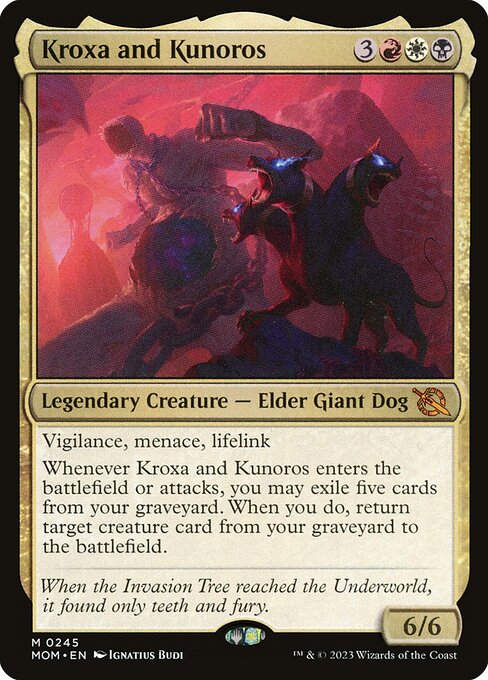 Kroxa and Kunoros 3
Legendary Creature — Elder Giant Dog
Vigilance, menace, lifelink
Whenever Kroxa and Kunoros enters the
battlefield or attacks, you may exile five cards
from your graveyard. When you do, return
target creature card from your graveyard to
the battlefield.
When the Invasion Tree reached the Underworld,
it found only teeth and fury.
6/6
M 0245
MOM • EN Ignatius Budi
™ & © 2023 Wizards of the Coast